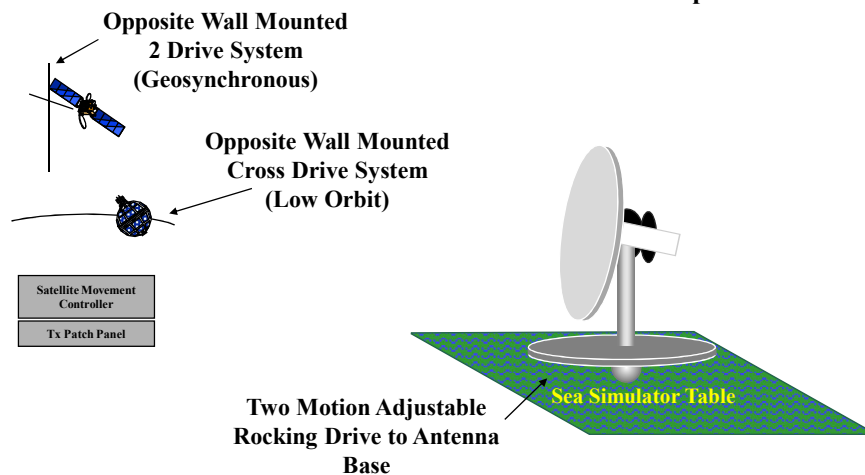 Opposite Wall Mounted
2 Drive System
(Geosynchronous)
Opposite Wall Mounted
Cross Drive System
(Low Orbit)
Satellite Movement
Controller
Tx Patch Panel
Sea Simulator Table
Two Motion Adjustable
Rocking Drive to Antenna
Base